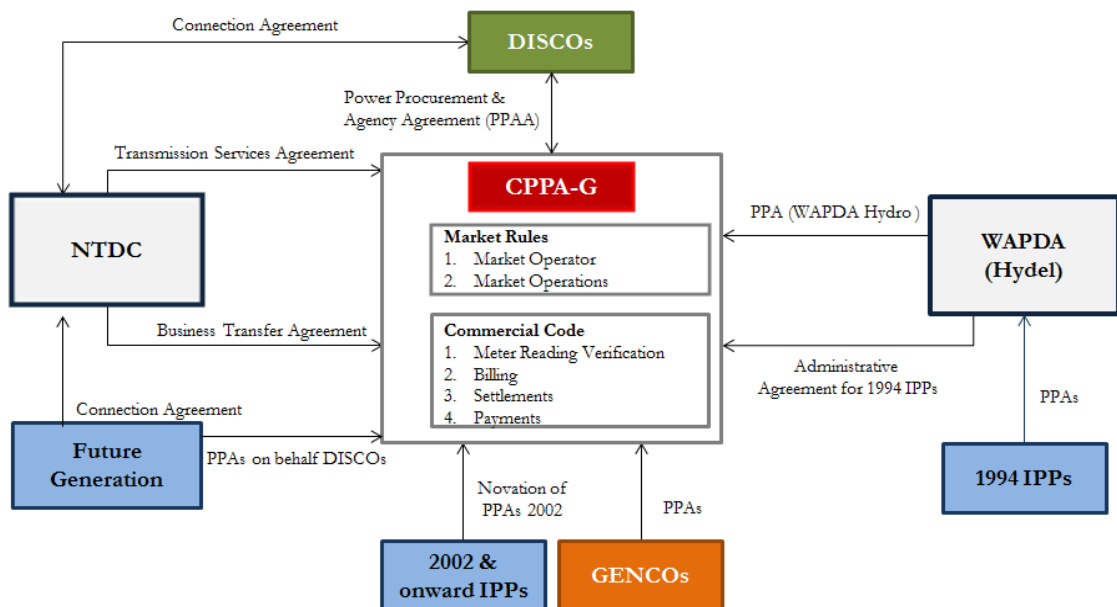 Connection Agreement
DISCOs
Power Procurement &
Agency Agreement (PPAA)
Transmission Services Agreement
CPPA-G
NTDC
Market Rules
1. Market Operator
2. Market Operations
PPA (WAPDA Hydro )
WAPDA
(Hydel)
Business Transfer Agreement
Commercial Code
1. Meter Reading Verification
2. Billing
3. Settlements
4. Payments
Administrative
Agreement for 1994 IPPs
PPAs
Connection Agreement
Future
Generation
PPAs on behalf DISCOs
1994 IPPs
Novation of
PPAs 2002
PPAs
2002 &
onward IPPs
GENCOs